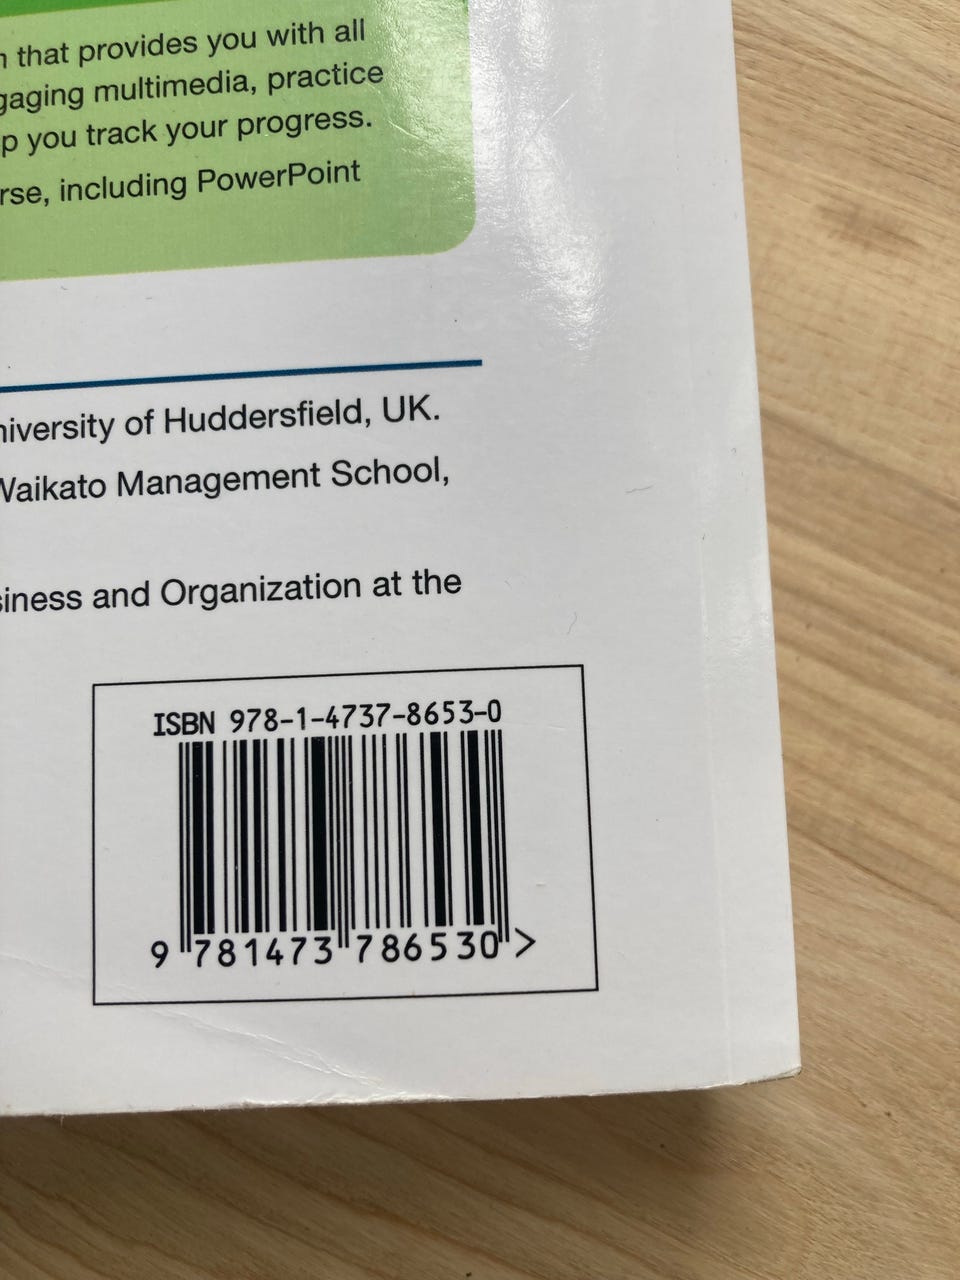 that provides you with all
gaging multimedia, practice
p you track your progress.
rse, including PowerPoint
niversity of Huddersfield, UK.
Waikato Management School,
siness and Organization at the
ISBN 978-1-4737-8653-0
9 781473 786530 >